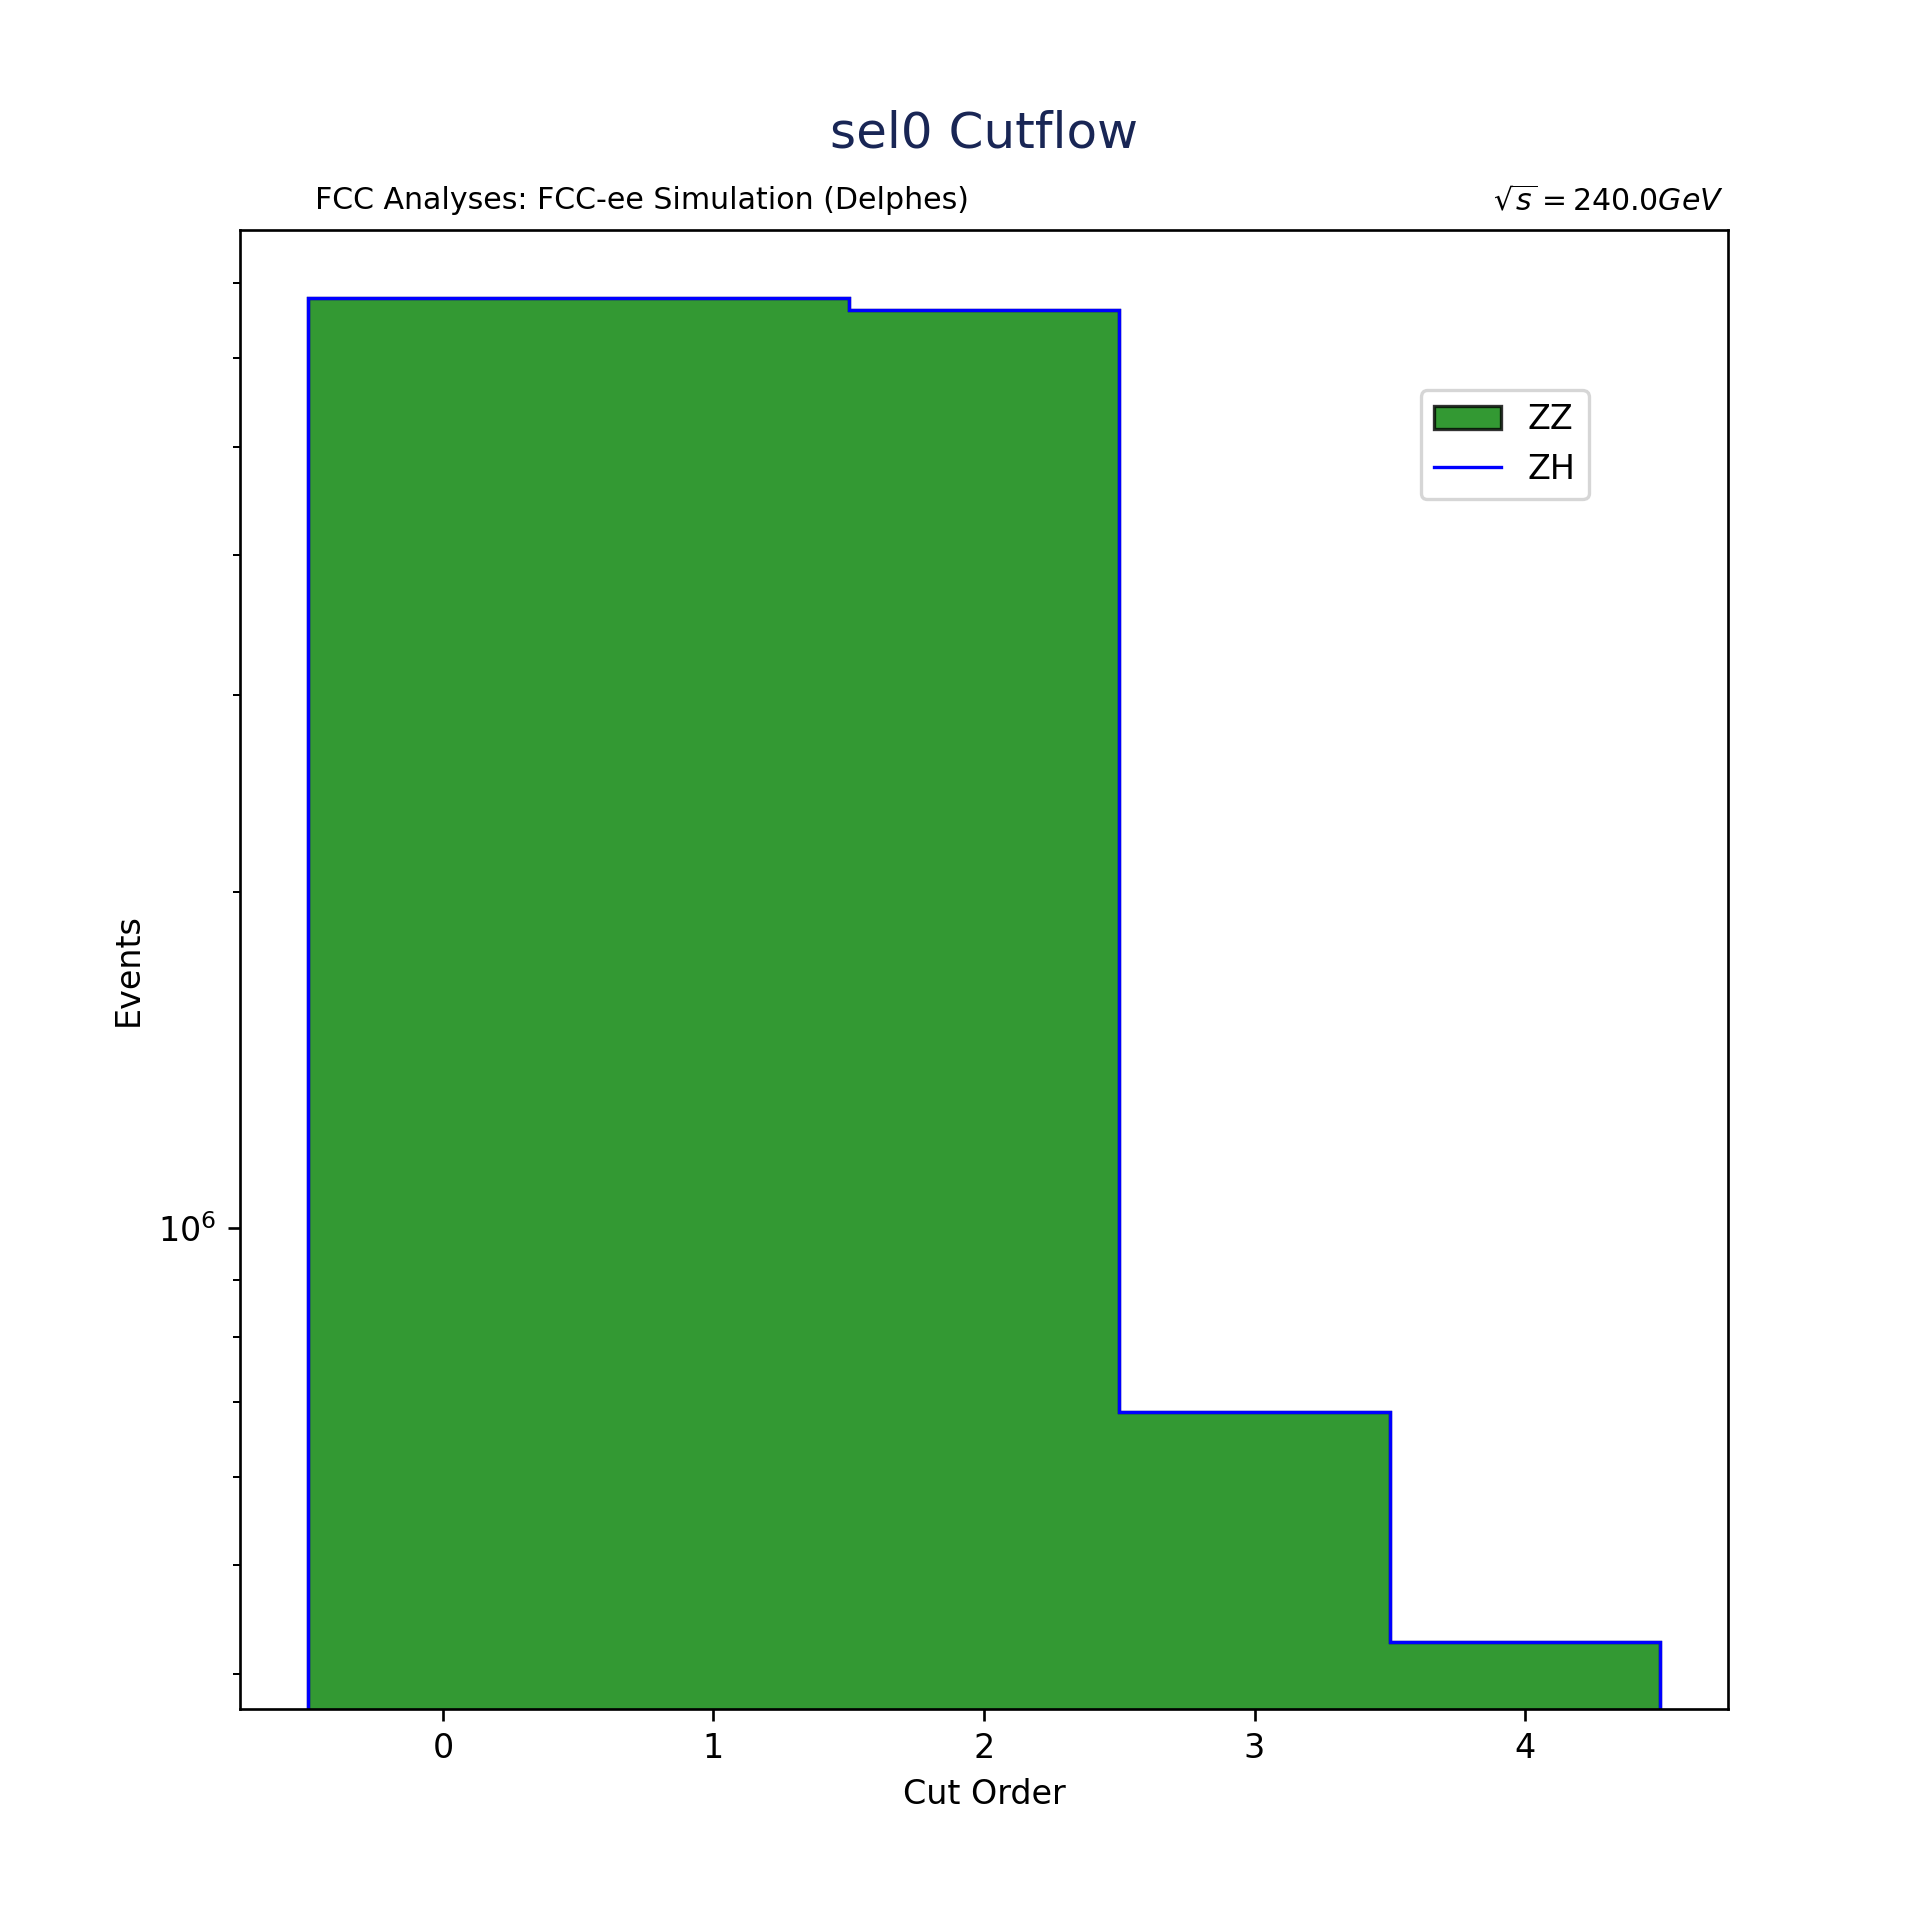 sel0 Cutflow
FCC Analyses: FCC-ee Simulation (Delphes)
√s = 240.0GeV
ZZ
ZH
Events
10⁶
0 1 2 3 4
Cut Order